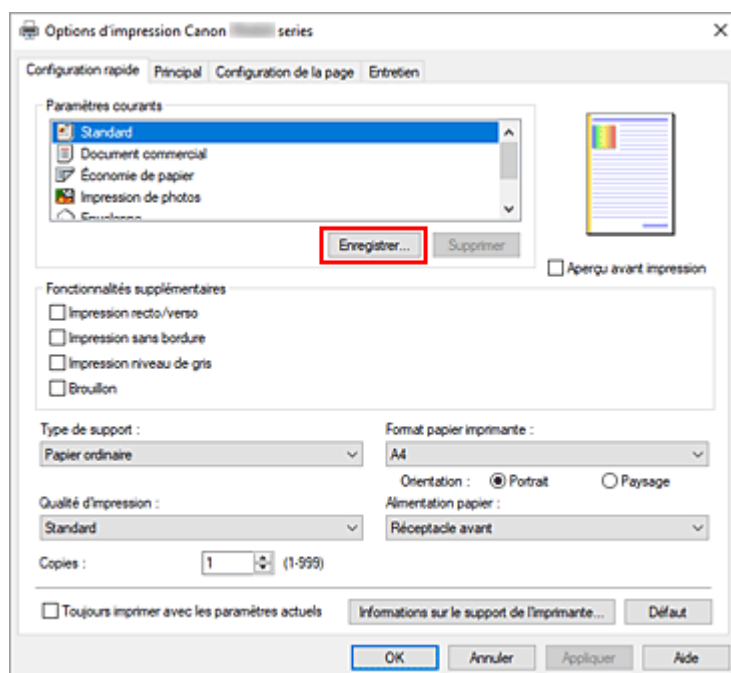 Options d'impression Canon series
Configuration rapide Principal Configuration de la page Entretien
Paramètres courants
Standard
Document commercial
Économie de papier
Impression de photos
Enregistrer... Supprimer
Aperçu avant impression
Fonctionnalités supplémentaires
Impression recto/verso
Impression sans bordure
Impression niveau de gris
Brouillon
Type de support : Format papier imprimante :
Papier ordinaire A4
Orientation : Portrait Paysage
Qualité d'impression : Alimentation papier :
Standard Réceptacle avant
Copies : 1 (1-999)
Toujours imprimer avec les paramètres actuels Informations sur le support de l'imprimante... Défaut
OK Annuler Appliquer Aide